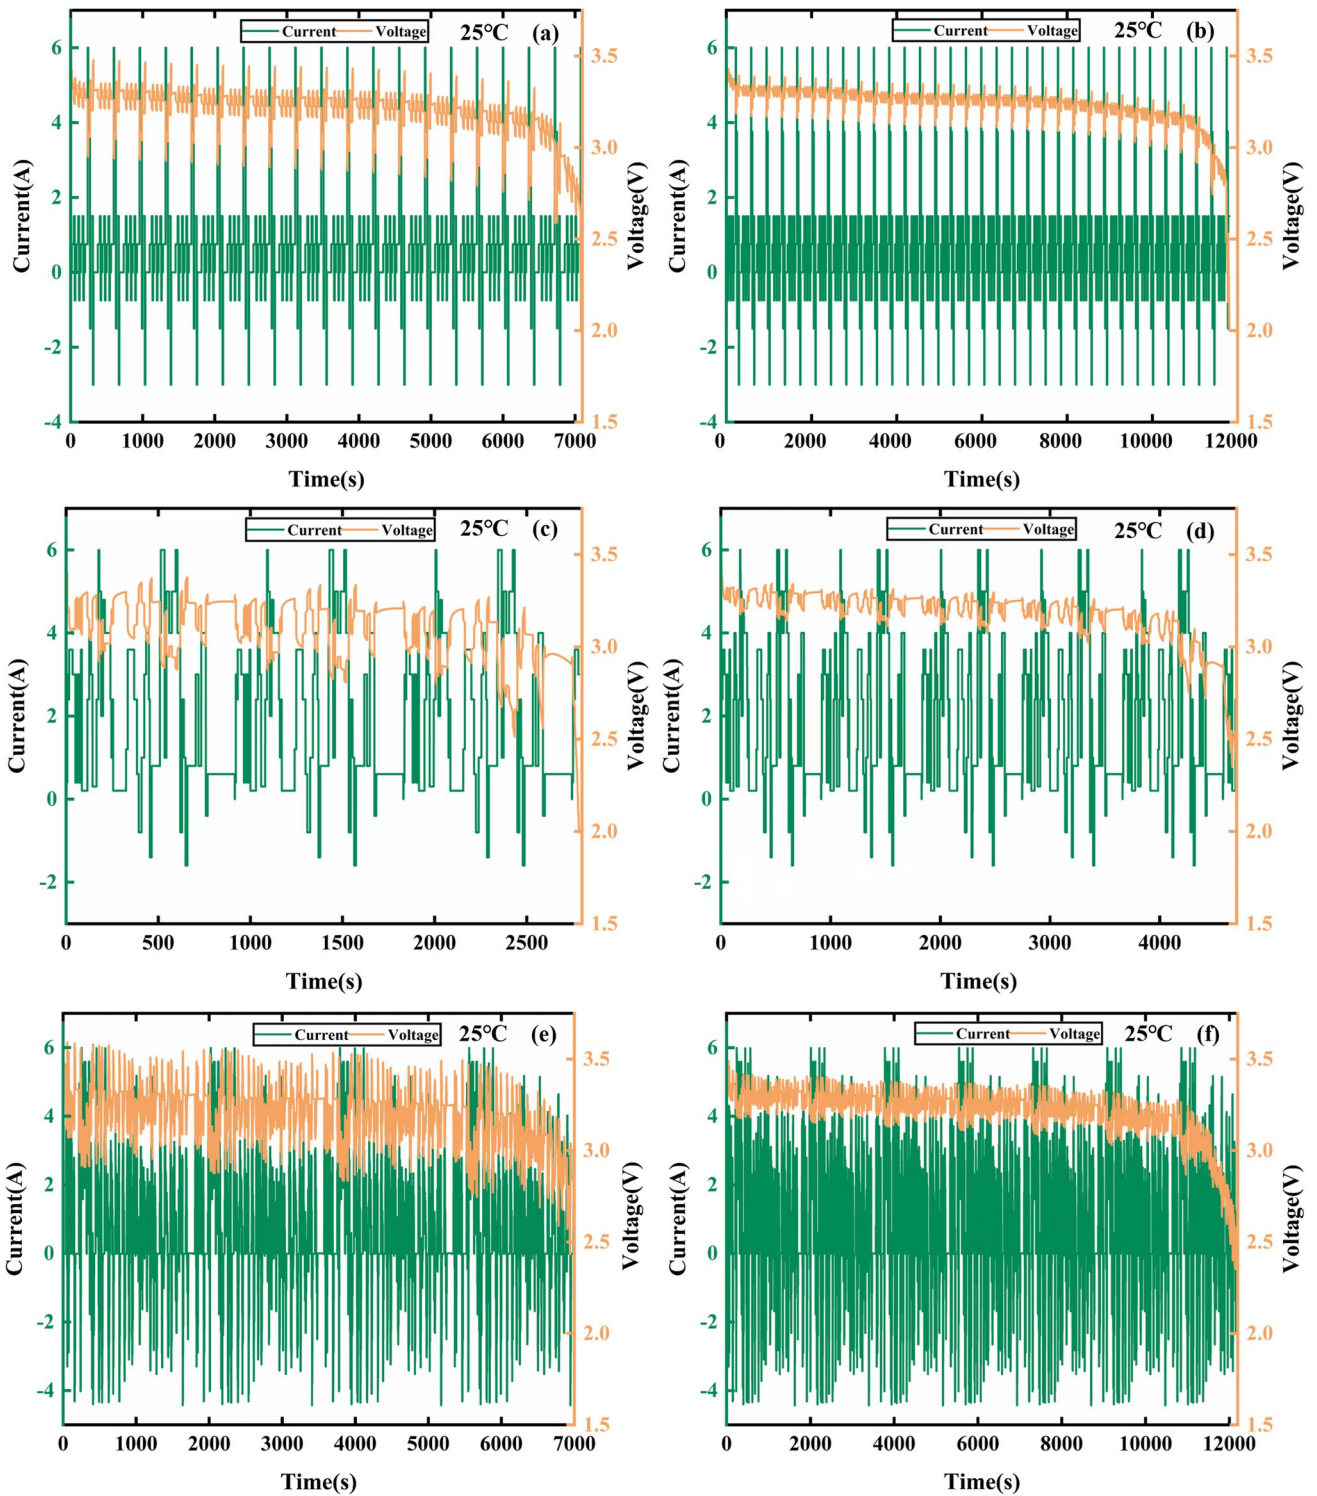 Current Voltage 25℃ (a)
6
4
2
0
-2
-4
3.5
3.0
2.5
2.0
1.5
Current(A)
Voltage(V)
0 1000 2000 3000 4000 5000 6000 7000
Time(s)
Current Voltage 25℃ (b)
6
4
2
0
-2
-4
3.5
3.0
2.5
2.0
1.5
Current(A)
Voltage(V)
0 2000 4000 6000 8000 10000 12000
Time(s)
Current Voltage 25℃ (c)
6
4
2
0
-2
3.5
3.0
2.5
2.0
1.5
Current(A)
Voltage(V)
0 500 1000 1500 2000 2500
Time(s)
Current Voltage 25℃ (d)
6
4
2
0
-2
3.5
3.0
2.5
2.0
1.5
Current(A)
Voltage(V)
0 1000 2000 3000 4000
Time(s)
Current Voltage 25℃ (e)
6
4
2
0
-2
-4
3.5
3.0
2.5
2.0
1.5
Current(A)
Voltage(V)
0 1000 2000 3000 4000 5000 6000 7000
Time(s)
Current Voltage 25℃ (f)
6
4
2
0
-2
-4
3.5
3.0
2.5
2.0
1.5
Current(A)
Voltage(V)
0 2000 4000 6000 8000 10000 12000
Time(s)